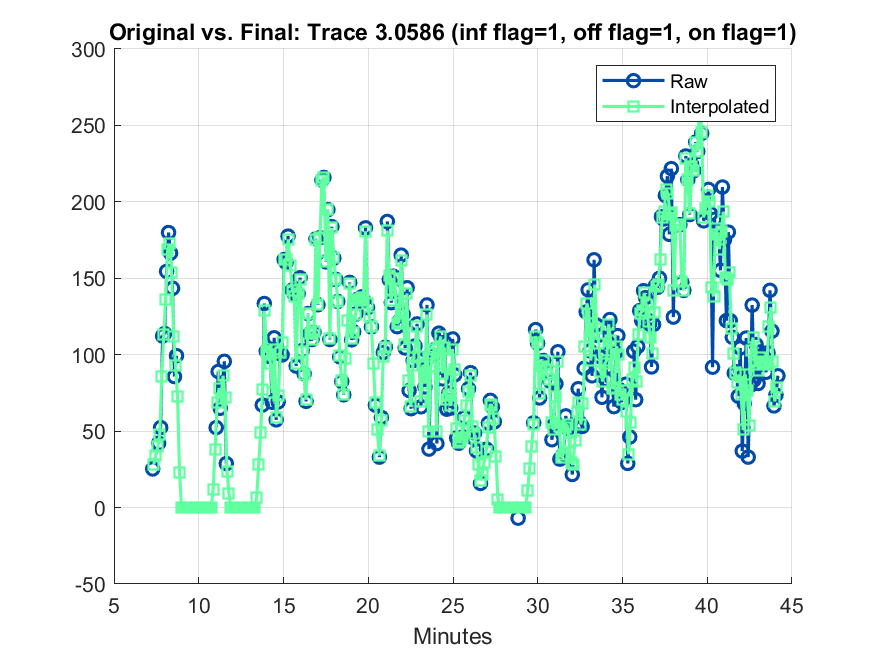 Original vs. Final: Trace 3.0586 (inf flag=1, off flag=1, on flag=1)
300
250
200
150
100
50
0
-50
Raw
Interpolated
5 10 15 20 25 30 35 40 45
Minutes